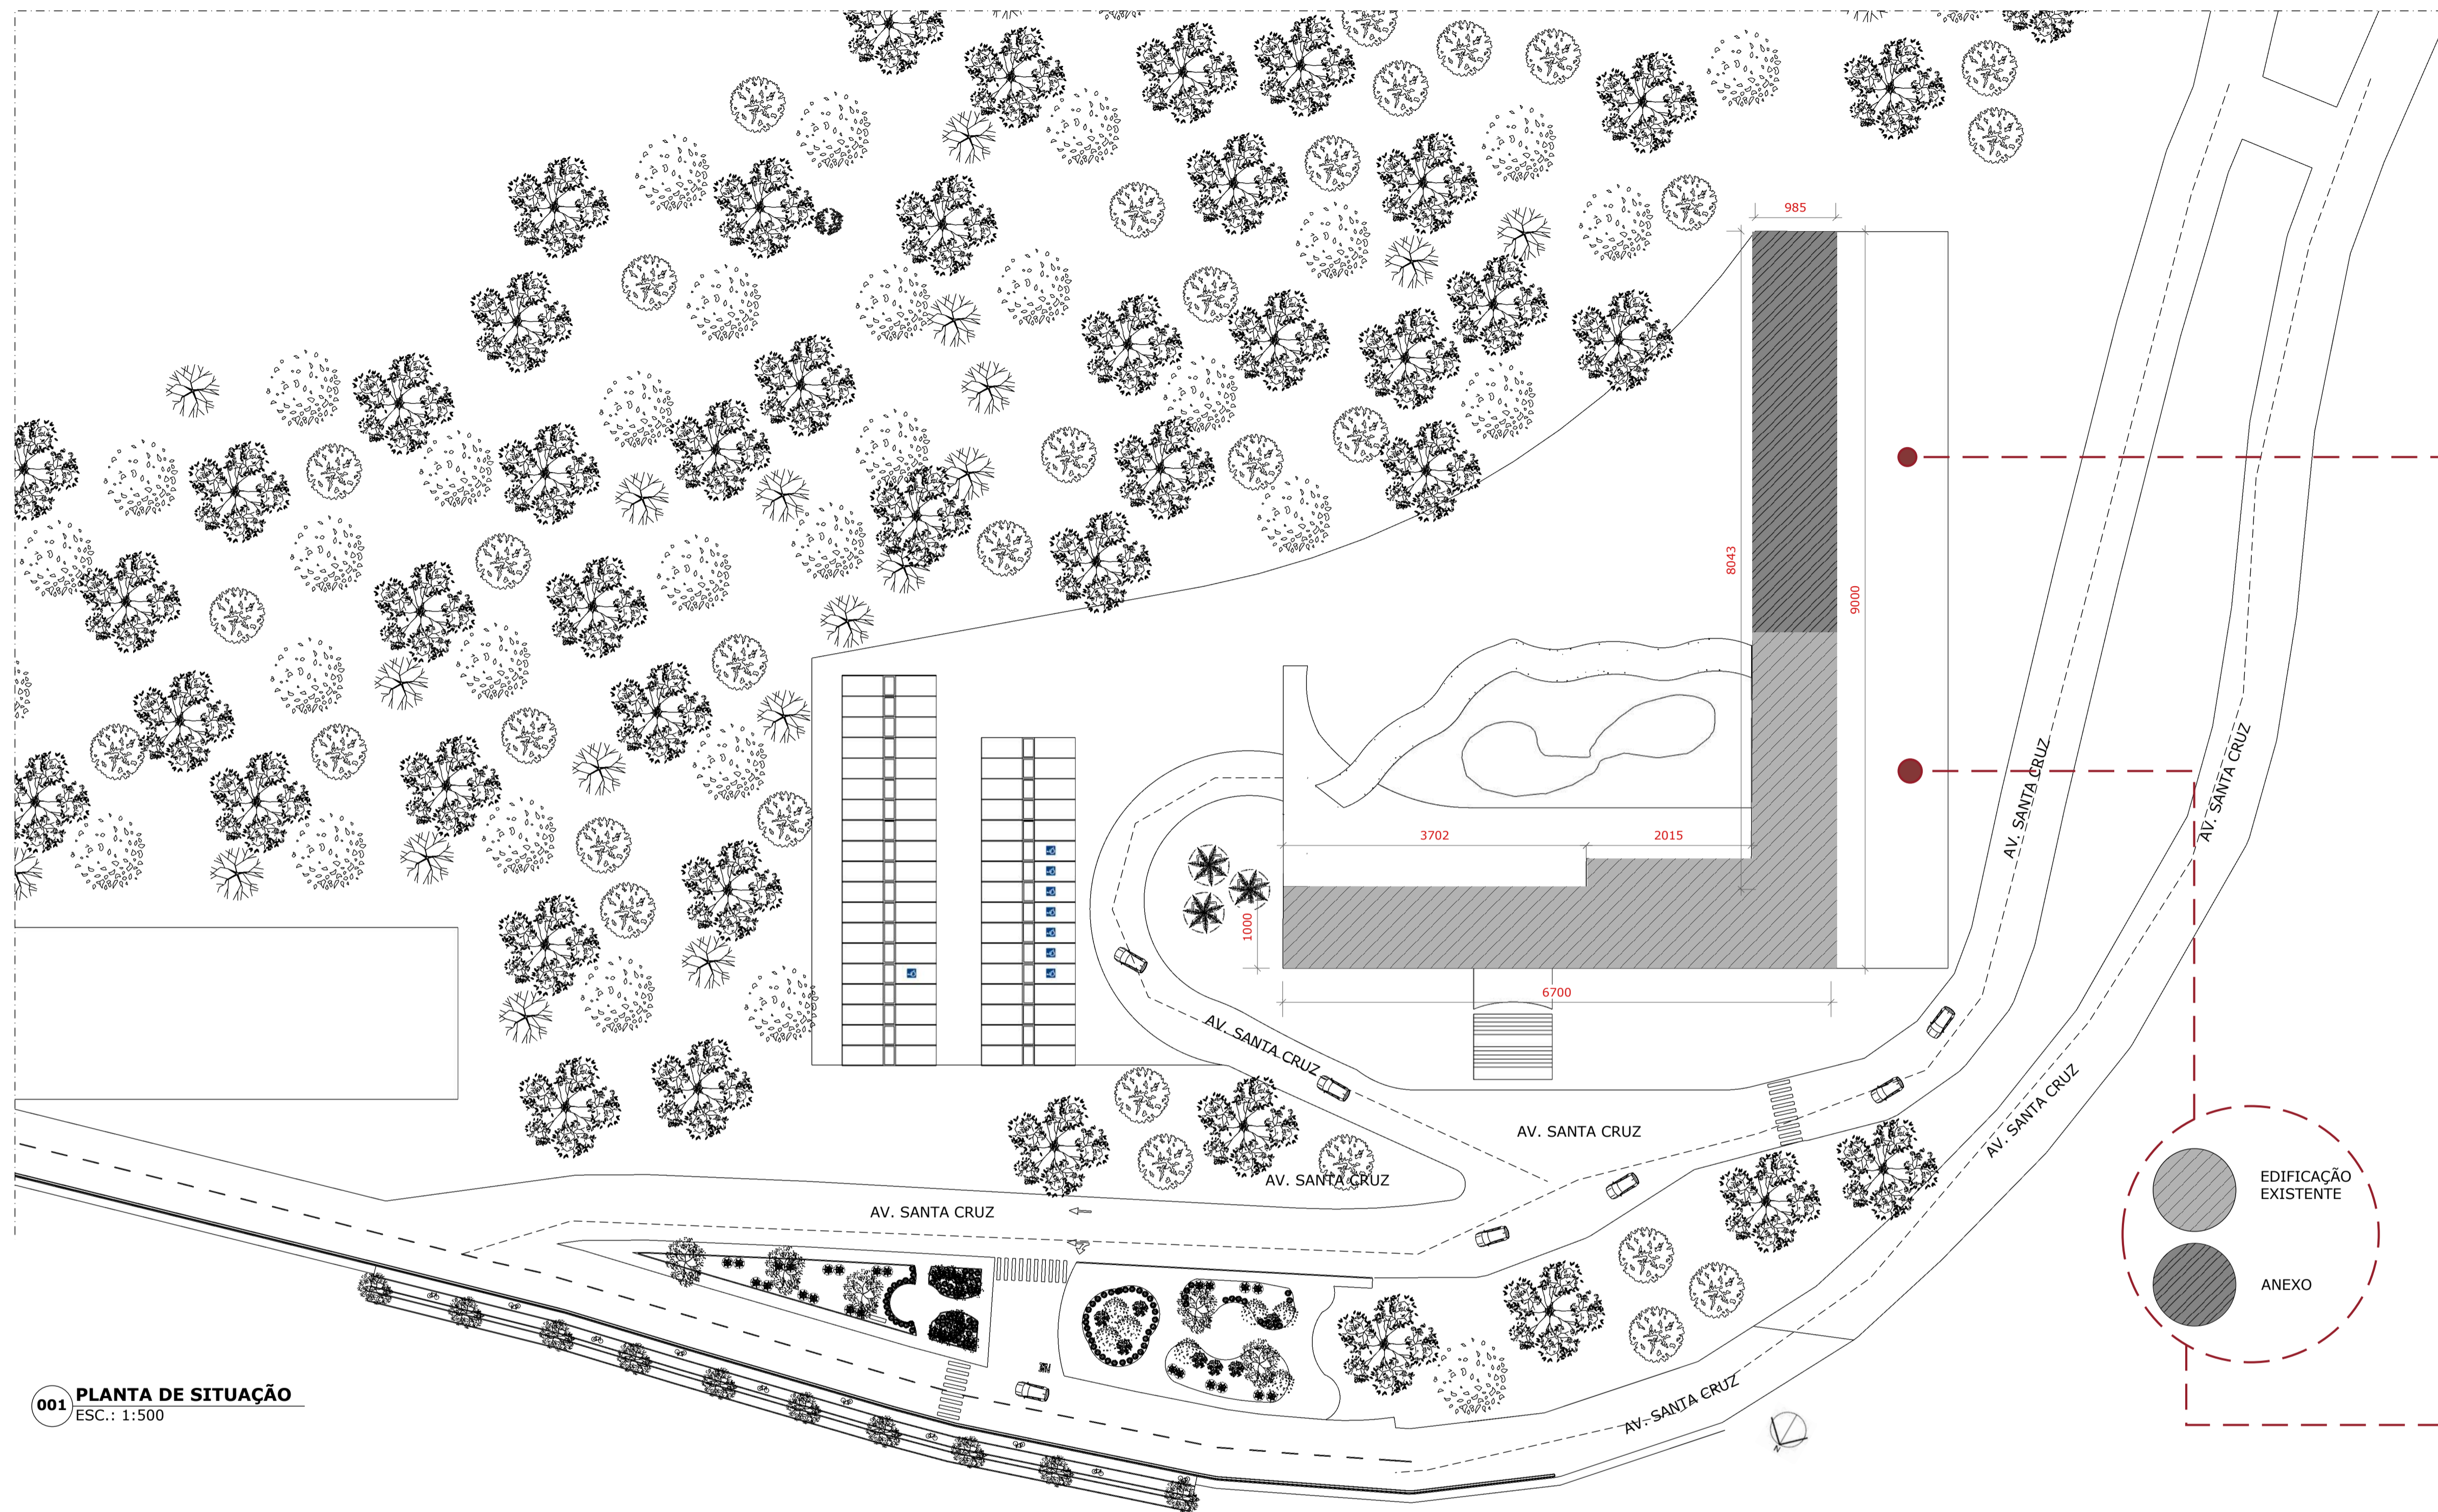 985
8043
9000
3702
2015
1000
6700
AV. SANTA CRUZ
AV. SANTA CRUZ
AV. SANTA CRUZ
AV. SANTA CRUZ
AV. SANTA CRUZ
AV. SANTA CRUZ
AV. SANTA CRUZ
AV. SANTA CRUZ
EDIFICAÇÃO
EXISTENTE
ANEXO
001
PLANTA DE SITUAÇÃO
ESC.: 1:500
N